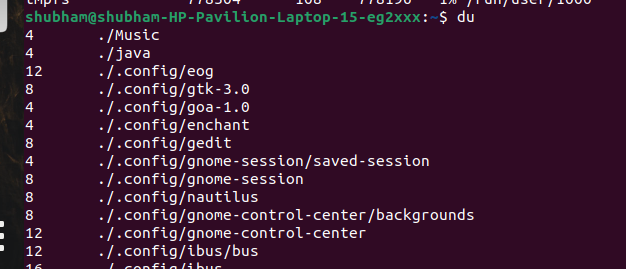 tmpfs 778504 108 778196 1% /run/user/1000
shubham@shubham-HP-Pavilion-Laptop-15-eg2xxx:~$ du
4 ./Music
4 ./java
12 ./.config/eog
8 ./.config/gtk-3.0
4 ./.config/goa-1.0
4 ./.config/enchant
8 ./.config/gedit
4 ./.config/gnome-session/saved-session
8 ./.config/gnome-session
8 ./.config/nautilus
8 ./.config/gnome-control-center/backgrounds
12 ./.config/gnome-control-center
12 ./.config/ibus/bus
16 ./.config/ibus